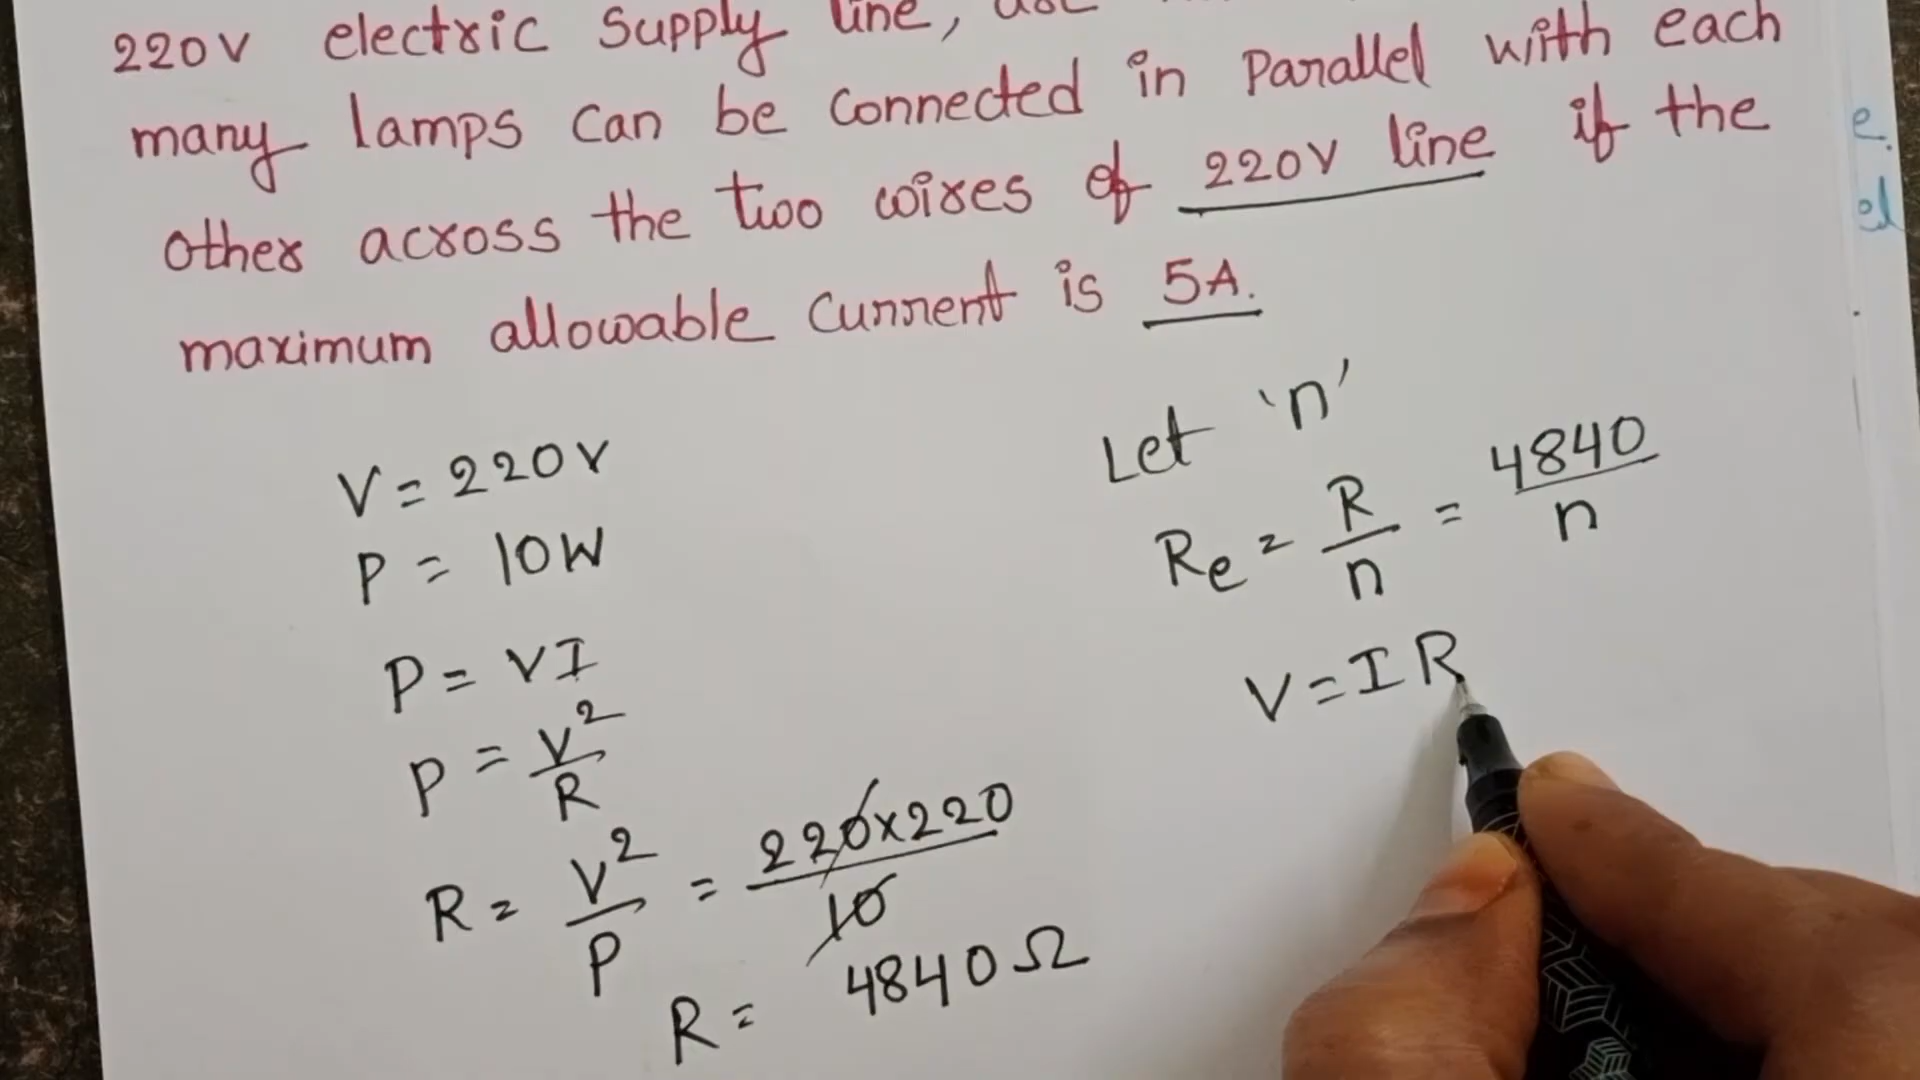 220V electric supply line,
many lamps can be connected in Parallel with each
other across the two wires of 220V line if the
maximum allowable current is 5A.
V = 220V
P = 10W
P = VI
P = V²/R
R = V²/P = 220x220/10
R = 4840Ω
Let 'n'
Re = R/n = 4840/n
V = IR